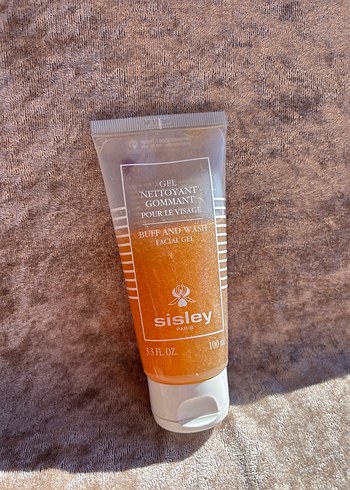 GEL
NETTOYANT
GOMMANT
POUR LE VISAGE
BUFF AND WASH
FACIAL GEL
sisley
PARIS
3.3 FL.OZ. 100 ml